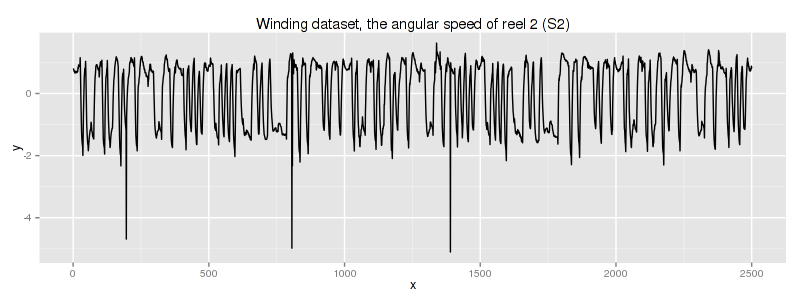 Winding dataset, the angular speed of reel 2 (S2)
y
0
-2
-4
0 500 1000 1500 2000 2500
x